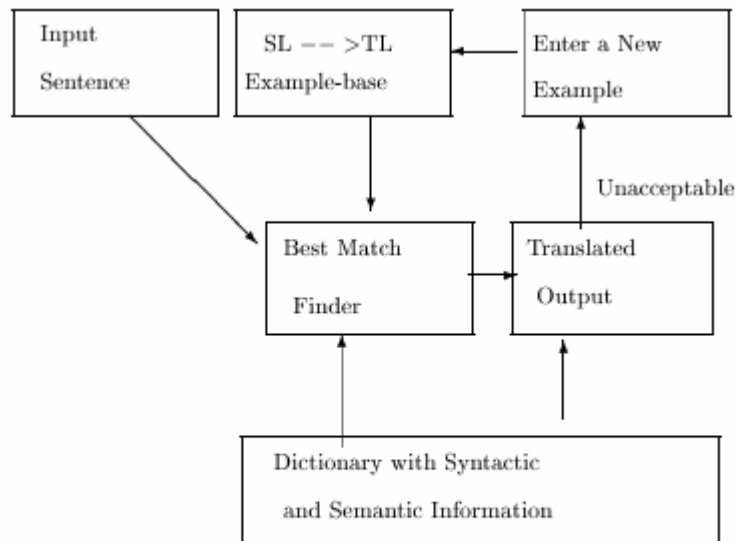 Input
Sentence
SL −− >TL
Example-base
Enter a New
Example
Unacceptable
Best Match
Finder
Translated
Output
Dictionary with Syntactic
and Semantic Information